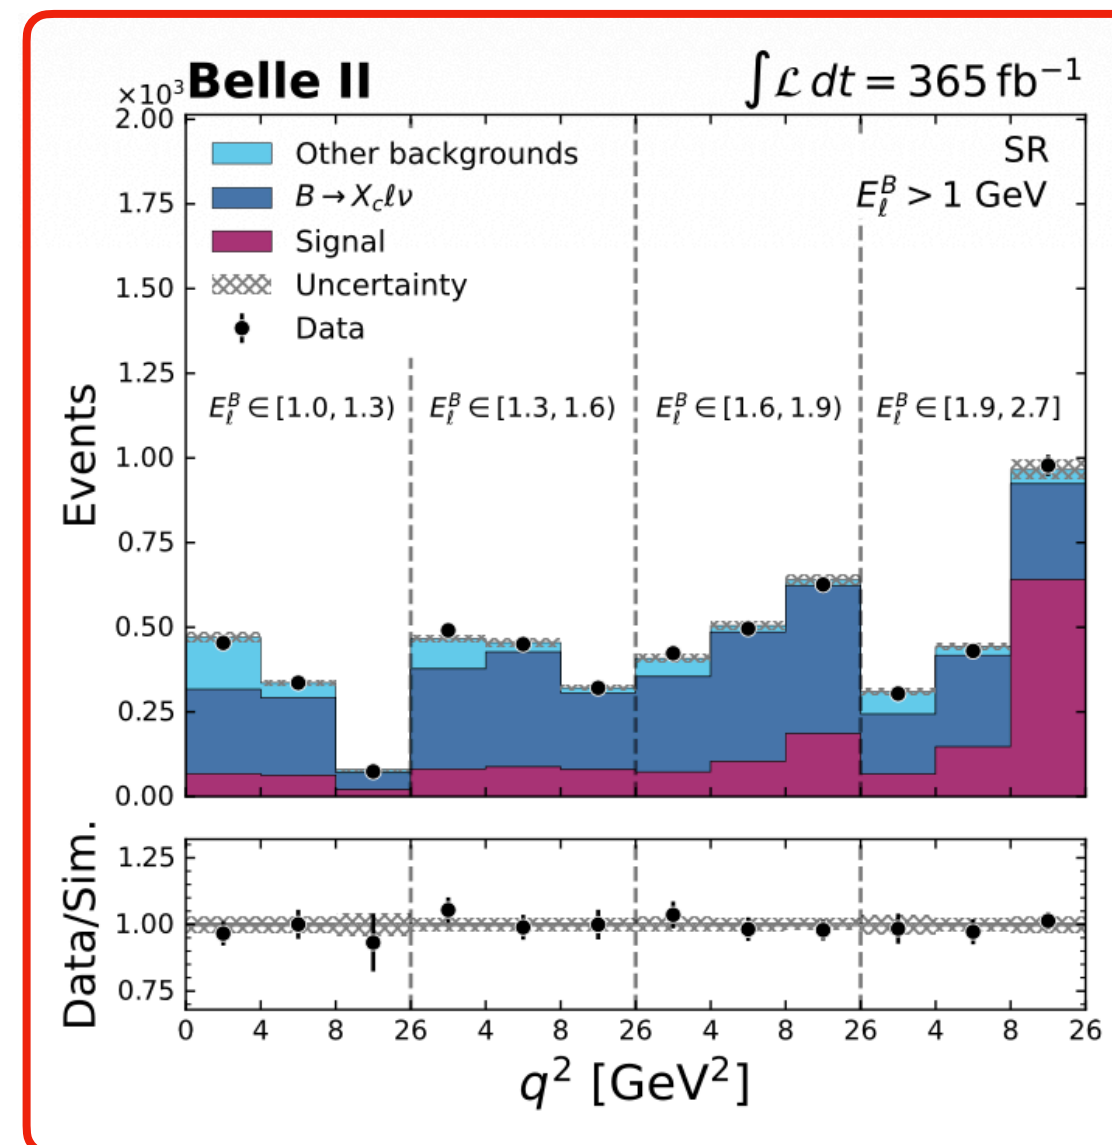 Belle II
∫ℒ dt = 365 fb⁻¹
×10³
2.00
1.75
1.50
1.25
1.00
0.75
0.50
0.25
0.00
Events
Other backgrounds
B → X_c ℓν
Signal
Uncertainty
Data
SR
E_ℓ^B > 1 GeV
E_ℓ^B ∈ [1.0, 1.3)
E_ℓ^B ∈ [1.3, 1.6)
E_ℓ^B ∈ [1.6, 1.9)
E_ℓ^B ∈ [1.9, 2.7]
Data/Sim.
1.25
1.00
0.75
0 4 8 26 4 8 26 4 8 26 4 8 26
q² [GeV²]